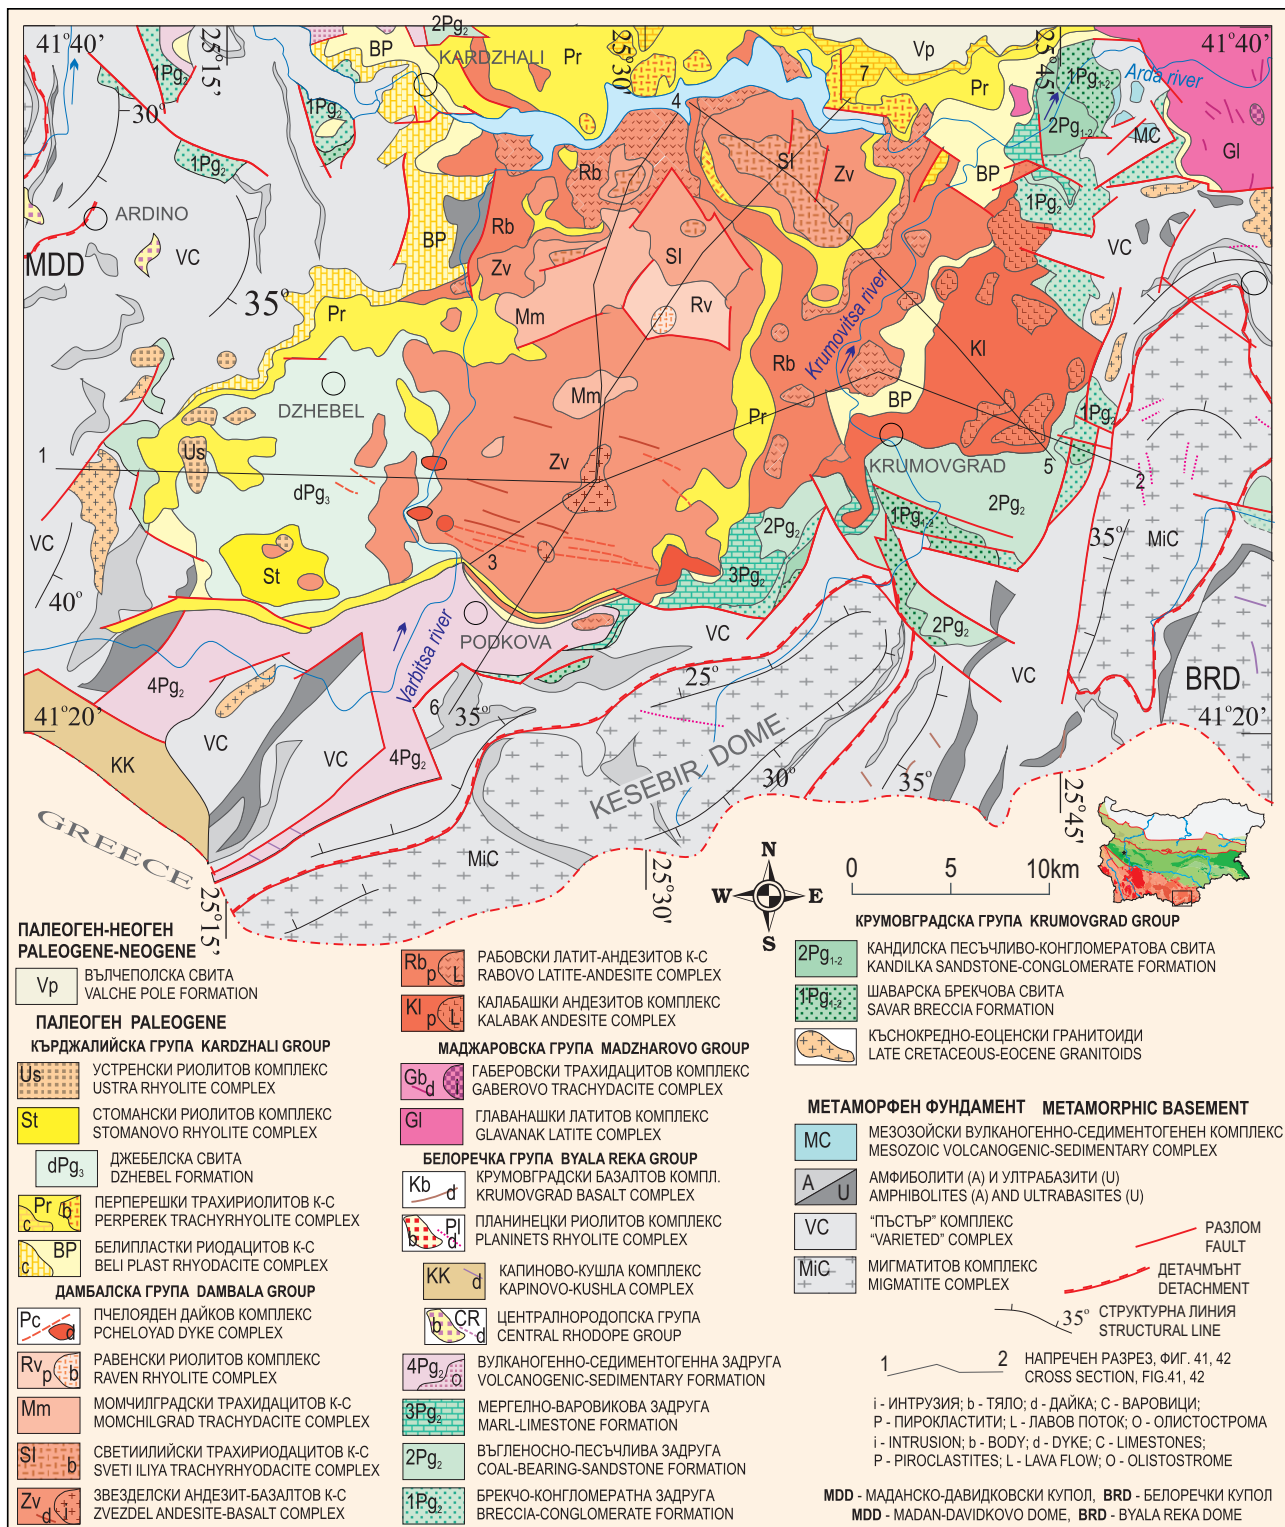 41°40'
25°15'
2Pg₂
BP
KARDZHALI
Pr
25°30'
Vp
25°45'
41°40'
1Pg₂
1Pg₁₋₂
Arda river
7
4
Pr
30°
1Pg₂
2Pg₁₋₂
MC
1Pg₂
Gl
Sl
Rb
Zv
BP
ARDINO
1Pg₂
VC
BP
Rb
VC
MDD
Zv
Sl
35°
Rv
Pr
Mm
Krumovitsa river
Kl
Rb
Mm
DZHEBEL
BP
Pr
1Pg₂
1
Us
Zv
KRUMOVGRAD
5
2
dPg₃
2Pg₂
1Pg₁₋₂
2Pg₂
VC
35°
MiC
St
3
3Pg₂
40°
2Pg₂
PODKOVA
VC
Varbitsa river
4Pg₂
25°
VC
BRD
6
35°
41°20'
41°20'
VC
VC
4Pg₂
KESEBIR DOME
KK
30°
35°
25°45'
GREECE
MiC
25°15'
25°30'
N
W E
S
0 5 10km
ПАЛЕОГЕН-НЕОГЕН
PALEOGENE-NEOGENE
Vp
ВЪЛЧЕПОЛСКА СВИТА
VALCHE POLE FORMATION
ПАЛЕОГЕН PALEOGENE
КЪРДЖАЛИЙСКА ГРУПА KARDZHALI GROUP
Us
УСТРЕНСКИ РИОЛИТОВ КОМПЛЕКС
USTRA RHYOLITE COMPLEX
St
СТОМАНСКИ РИОЛИТОВ КОМПЛЕКС
STOMANOVO RHYOLITE COMPLEX
dPg₃
ДЖЕБЕЛСКА СВИТА
DZHEBEL FORMATION
Pr b c
ПЕРПЕРЕШКИ ТРАХИРИОЛИТОВ К-С
PERPEREK TRACHYRHYOLITE COMPLEX
BP c
БЕЛИПЛАСТКИ РИОДАЦИТОВ К-С
BELI PLAST RHYODACITE COMPLEX
ДАМБАЛСКА ГРУПА DAMBALA GROUP
Pc d
ПЧЕЛОЯДЕН ДАЙКОВ КОМПЛЕКС
PCHELOYAD DYKE COMPLEX
Rv p b
РАВЕНСКИ РИОЛИТОВ КОМПЛЕКС
RAVEN RHYOLITE COMPLEX
Mm
МОМЧИЛГРАДСКИ ТРАХИДАЦИТОВ К-С
MOMCHILGRAD TRACHYDACITE COMPLEX
Sl b
СВЕТИИЛИЙСКИ ТРАХИРИОДАЦИТОВ К-С
SVETI ILIYA TRACHYRHYODACITE COMPLEX
Zv d i
ЗВЕЗДЕЛСКИ АНДЕЗИТ-БАЗАЛТОВ К-С
ZVEZDEL ANDESITE-BASALT COMPLEX
Rb p L
РАБОВСКИ ЛАТИТ-АНДЕЗИТОВ К-С
RABOVO LATITE-ANDESITE COMPLEX
Kl p L
КАЛАБАШКИ АНДЕЗИТОВ КОМПЛЕКС
KALABAK ANDESITE COMPLEX
МАДЖАРОВСКА ГРУПА MADZHAROVO GROUP
Gb d i
ГАБЕРОВСКИ ТРАХИДАЦИТОВ КОМПЛЕКС
GABEROVO TRACHYDACITE COMPLEX
Gl
ГЛАВАНАШКИ ЛАТИТОВ КОМПЛЕКС
GLAVANAK LATITE COMPLEX
БЕЛОРЕЧКА ГРУПА BYALA REKA GROUP
Kb d
КРУМОВГРАДСКИ БАЗАЛТОВ КОМПЛ.
KRUMOVGRAD BASALT COMPLEX
b Pl d
ПЛАНИНЕЦКИ РИОЛИТОВ КОМПЛЕКС
PLANINETS RHYOLITE COMPLEX
KK d
КАПИНОВО-КУШЛА КОМПЛЕКС
KAPINOVO-KUSHLA COMPLEX
b CR d
ЦЕНТРАЛНОРОДОПСКА ГРУПА
CENTRAL RHODOPE GROUP
4Pg₂ o
ВУЛКАНОГЕННО-СЕДИМЕНТОГЕННА ЗАДРУГА
VOLCANOGENIC-SEDIMENTARY FORMATION
3Pg₂
МЕРГЕЛНО-ВАРОВИКОВА ЗАДРУГА
MARL-LIMESTONE FORMATION
2Pg₂
ВЪГЛЕНОСНО-ПЕСЪЧЛИВА ЗАДРУГА
COAL-BEARING-SANDSTONE FORMATION
1Pg₂
БРЕКЧО-КОНГЛОМЕРАТНА ЗАДРУГА
BRECCIA-CONGLOMERATE FORMATION
КРУМОВГРАДСКА ГРУПА KRUMOVGRAD GROUP
2Pg₁₋₂
КАНДИЛСКА ПЕСЪЧЛИВО-КОНГЛОМЕРАТОВА СВИТА
KANDILKA SANDSTONE-CONGLOMERATE FORMATION
1Pg₁₋₂
ШАВАРСКА БРЕКЧОВА СВИТА
SAVAR BRECCIA FORMATION
КЪСНОКРЕДНО-ЕОЦЕНСКИ ГРАНИТОИДИ
LATE CRETACEOUS-EOCENE GRANITOIDS
МЕТАМОРФЕН ФУНДАМЕНТ METAMORPHIC BASEMENT
MC
МЕЗОЗОЙСКИ ВУЛКАНОГЕННО-СЕДИМЕНТОГЕНЕН КОМПЛЕКС
MESOZOIC VOLCANOGENIC-SEDIMENTARY COMPLEX
A U
АМФИБОЛИТИ (A) И УЛТРАБАЗИТИ (U)
AMPHIBOLITES (A) AND ULTRABASITES (U)
VC
"ПЪСТЪР" КОМПЛЕКС
"VARIETED" COMPLEX
MiC
МИГМАТИТОВ КОМПЛЕКС
MIGMATITE COMPLEX
РАЗЛОМ
FAULT
ДЕТАЧМЪНТ
DETACHMENT
35°
СТРУКТУРНА ЛИНИЯ
STRUCTURAL LINE
1 2
НАПРЕЧЕН РАЗРЕЗ, ФИГ. 41, 42
CROSS SECTION, FIG.41, 42
i - ИНТРУЗИЯ; b - ТЯЛО; d - ДАЙКА; C - ВАРОВИЦИ;
P - ПИРОКЛАСТИТИ; L - ЛАВОВ ПОТОК; O - ОЛИСТОСТРОМА
i - INTRUSION; b - BODY; d - DYKE; C - LIMESTONES;
P - PIROCLASTITES; L - LAVA FLOW; O - OLISTOSTROME
MDD - МАДАНСКО-ДАВИДКОВСКИ КУПОЛ, BRD - БЕЛОРЕЧКИ КУПОЛ
MDD - MADAN-DAVIDKOVO DOME, BRD - BYALA REKA DOME